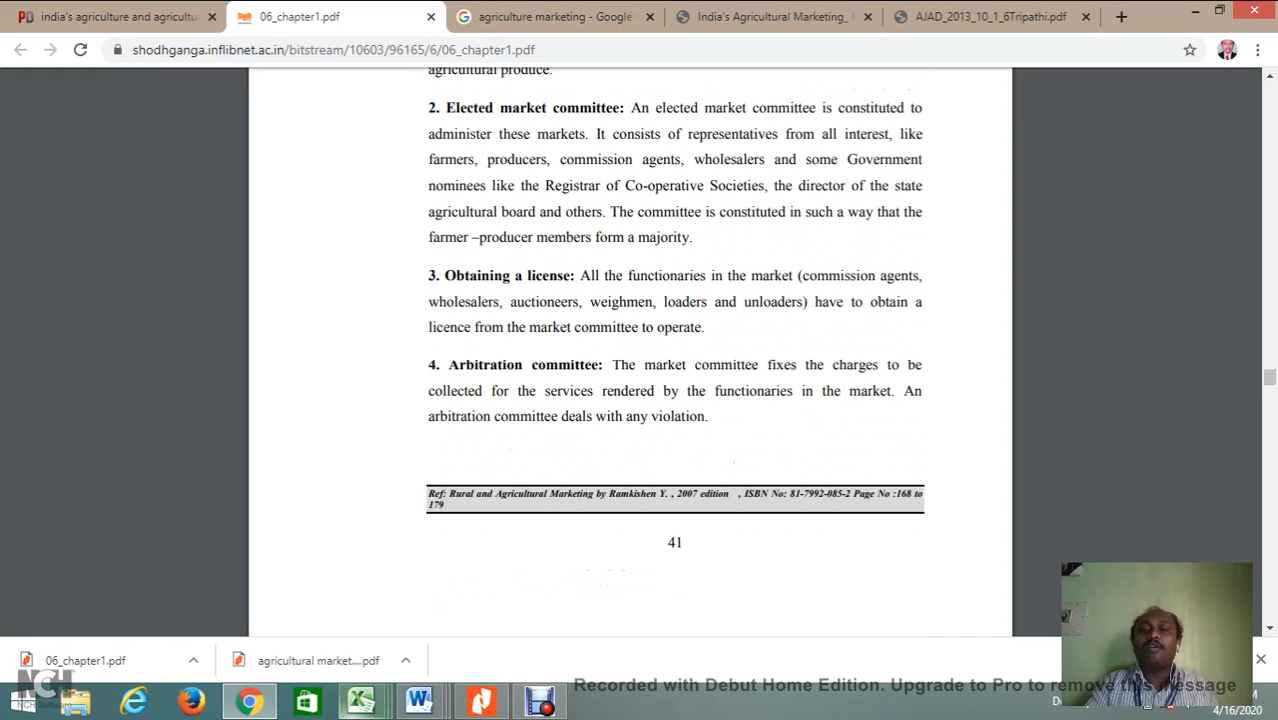 india's agriculture and agricultu
06_chapter1.pdf
agriculture marketing - Google
India's Agricultural Marketing_
AJAD_2013_10_1_6Tripathi.pdf
shodhganga.inflibnet.ac.in/bitstream/10603/96165/6/06_chapter1.pdf
agricultural produce.
2. Elected market committee: An elected market committee is constituted to
administer these markets. It consists of representatives from all interest, like
farmers, producers, commission agents, wholesalers and some Government
nominees like the Registrar of Co-operative Societies, the director of the state
agricultural board and others. The committee is constituted in such a way that the
farmer –producer members form a majority.
3. Obtaining a license: All the functionaries in the market (commission agents,
wholesalers, auctioneers, weighmen, loaders and unloaders) have to obtain a
licence from the market committee to operate.
4. Arbitration committee: The market committee fixes the charges to be
collected for the services rendered by the functionaries in the market. An
arbitration committee deals with any violation.
Ref: Rural and Agricultural Marketing by Ramkishen Y. , 2007 edition , ISBN No: 81-7992-085-2 Page No :168 to
179
41
06_chapter1.pdf
agricultural market....pdf
NCH
NCH Software
Recorded with Debut Home Edition. Upgrade to Pro to remove this message
4/16/2020